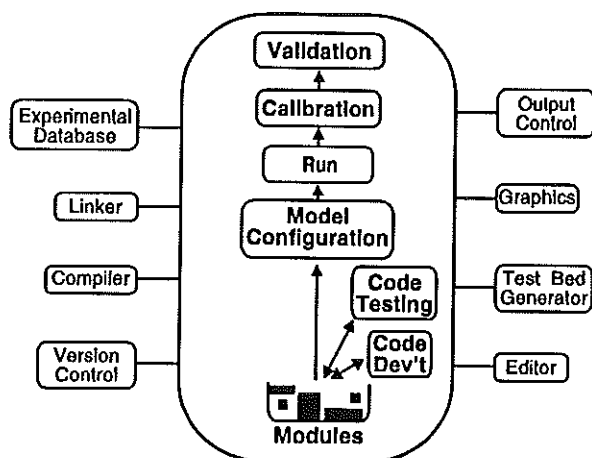 Validation
Calibration
Run
Model
Configuration
Code
Testing
Code
Dev't
Modules
Experimental
Database
Linker
Compiler
Version
Control
Output
Control
Graphics
Test Bed
Generator
Editor